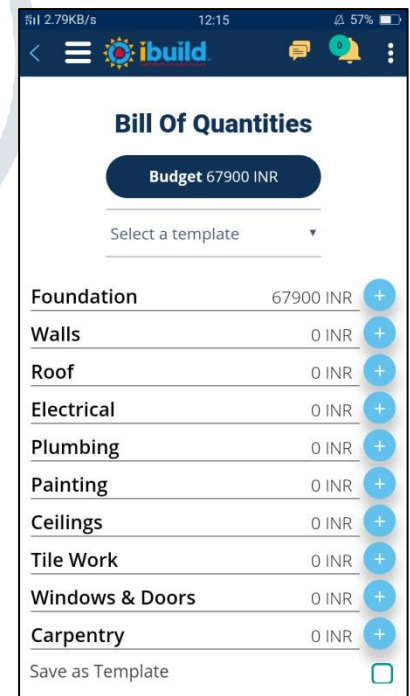 2.79KB/s 12:15 57%
ibuild
0
Bill Of Quantities
Budget 67900 INR
Select a template
Foundation 67900 INR +
Walls 0 INR +
Roof 0 INR +
Electrical 0 INR +
Plumbing 0 INR +
Painting 0 INR +
Ceilings 0 INR +
Tile Work 0 INR +
Windows & Doors 0 INR +
Carpentry 0 INR +
Save as Template